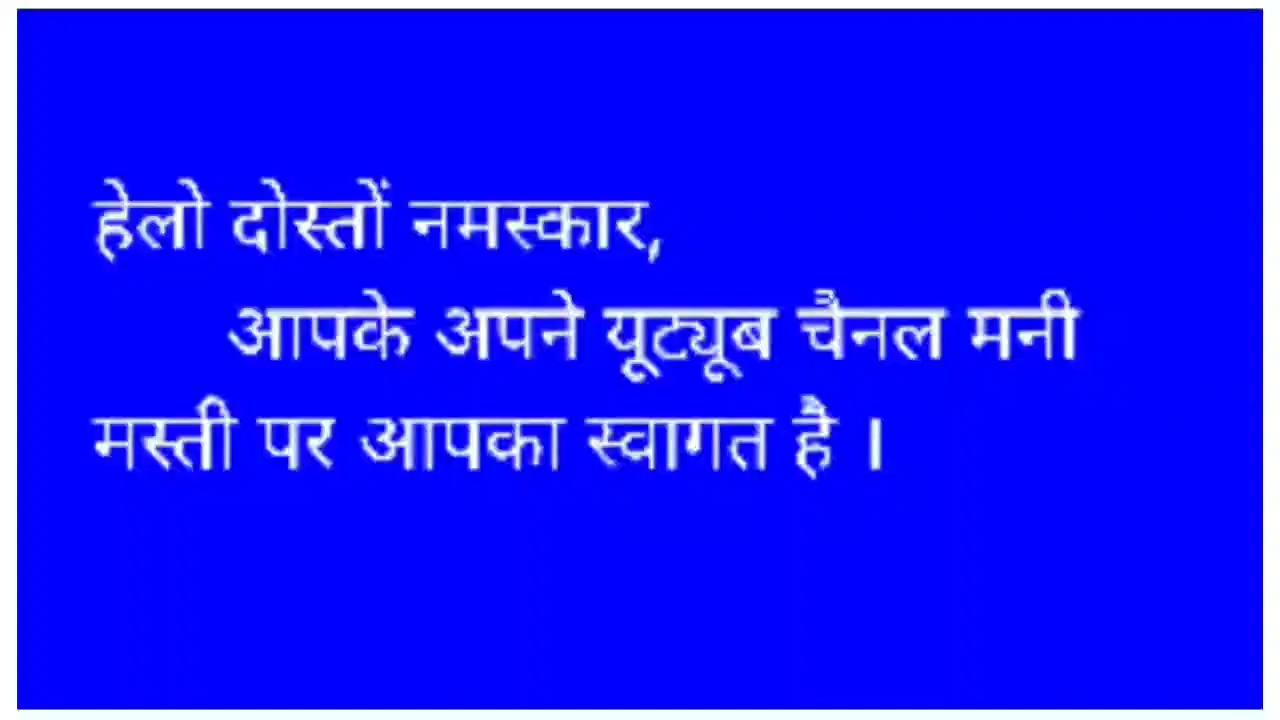 हेलो दोस्तों नमस्कार,
आपके अपने यूट्यूब चैनल मनी
मस्ती पर आपका स्वागत है ।